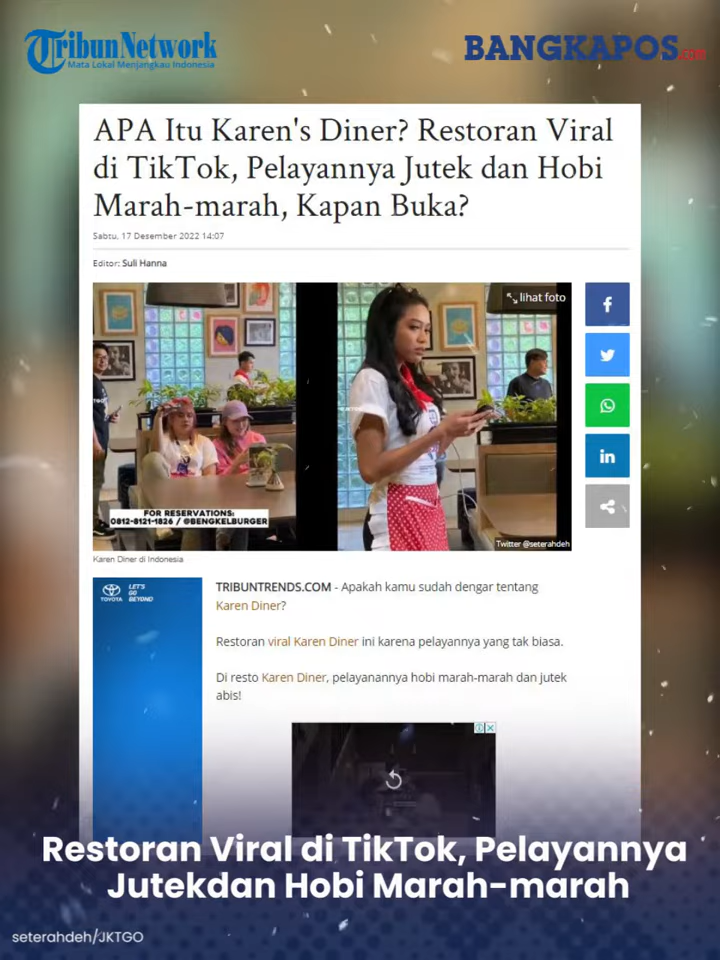 TribunNetwork
Mata Lokal Menjangkau Indonesia
BANGKAPOS.com
APA Itu Karen's Diner? Restoran Viral
di TikTok, Pelayannya Jutek dan Hobi
Marah-marah, Kapan Buka?
Sabtu, 17 Desember 2022 14:07
Editor: Suli Hanna
lihat foto
FOR RESERVATIONS:
0812-8121-1826 / @BENGKELBURGER
Twitter @seterahdeh
Karen Diner di Indonesia
TOYOTA
LET'S
GO
BEYOND
TRIBUNTRENDS.COM - Apakah kamu sudah dengar tentang
Karen Diner?
Restoran viral Karen Diner ini karena pelayannya yang tak biasa.
Di resto Karen Diner, pelayanannya hobi marah-marah dan jutek
abis!
Restoran Viral di TikTok, Pelayannya
Jutekdan Hobi Marah-marah
seterahdeh/JKTGO